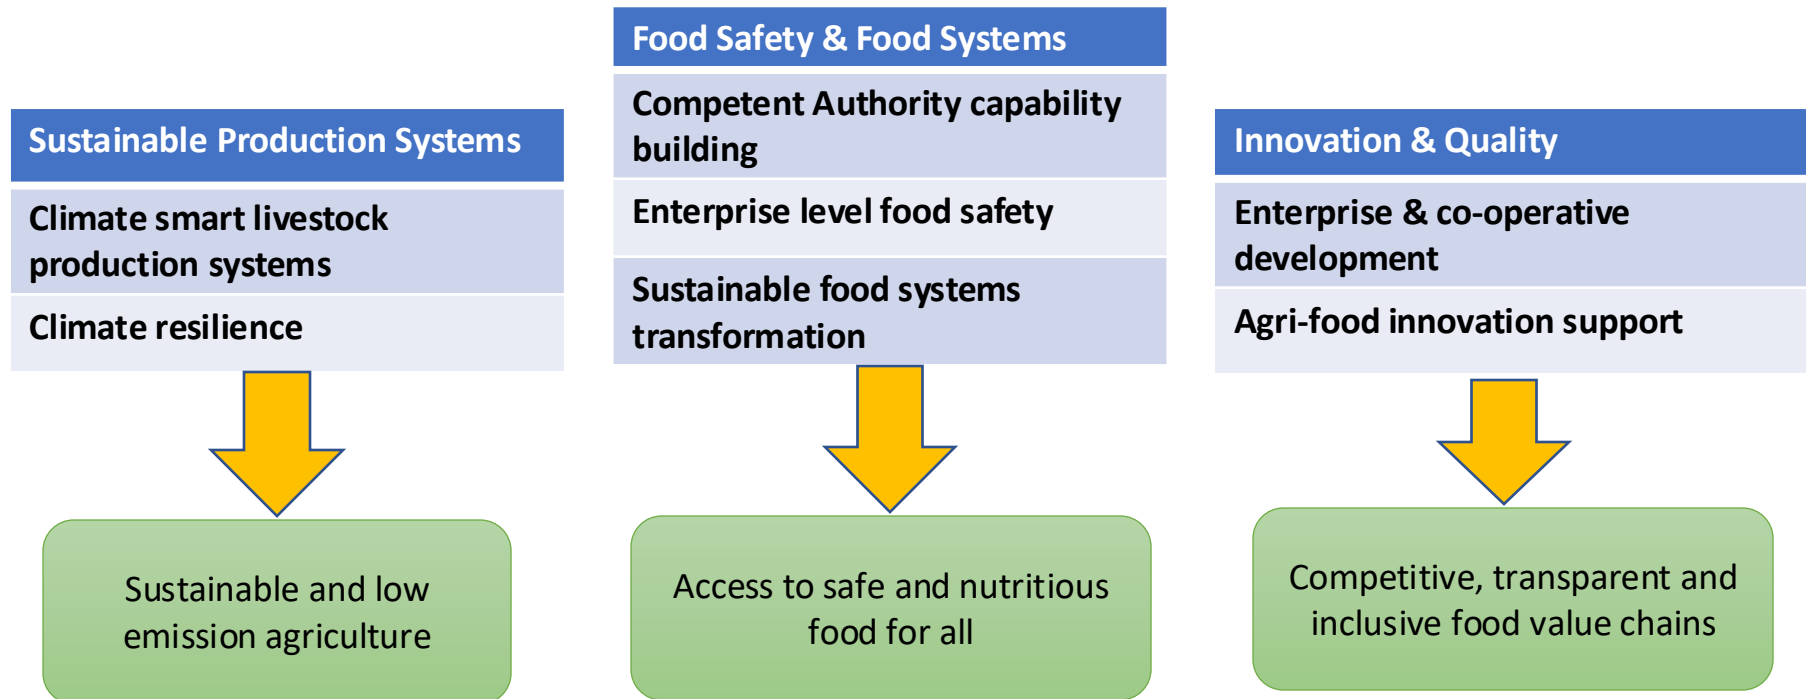 Sustainable Production Systems
Climate smart livestock
production systems
Climate resilience
Sustainable and low
emission agriculture
Food Safety & Food Systems
Competent Authority capability
building
Enterprise level food safety
Sustainable food systems
transformation
Access to safe and nutritious
food for all
Innovation & Quality
Enterprise & co-operative
development
Agri-food innovation support
Competitive, transparent and
inclusive food value chains